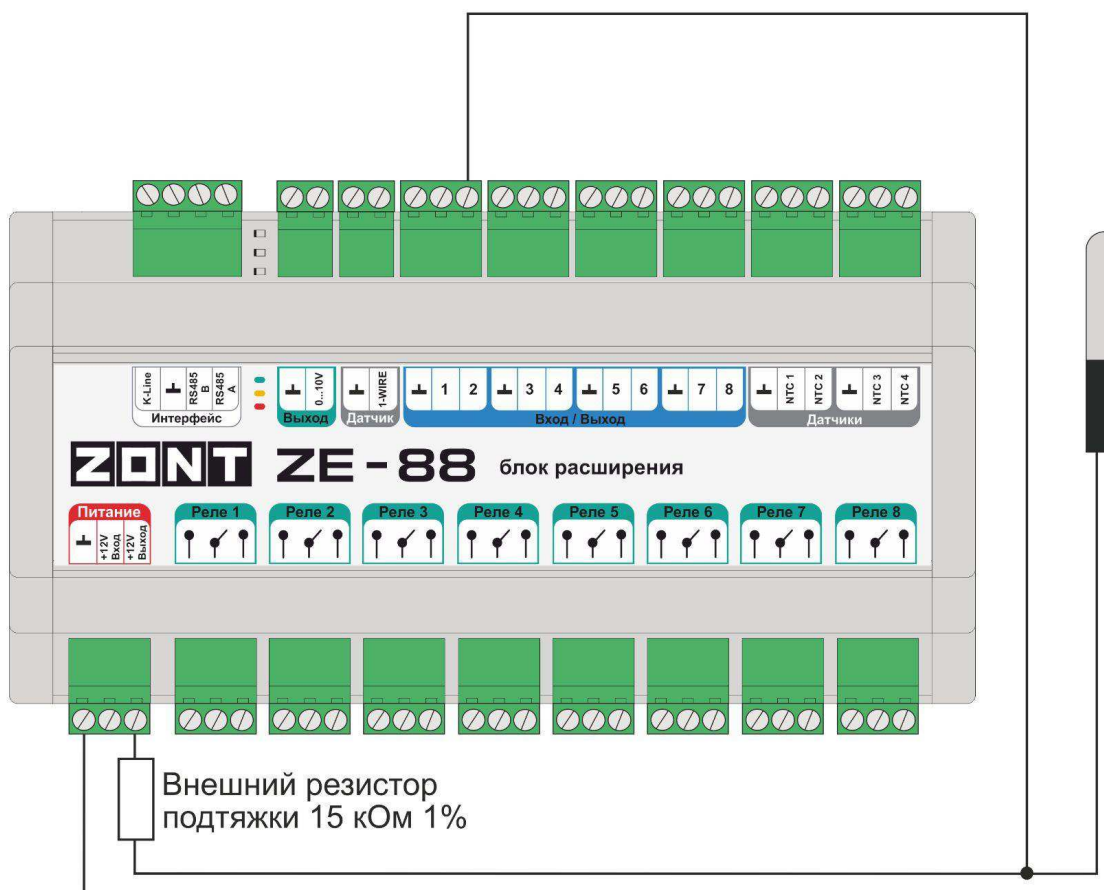 K-Line
RS485 B
RS485 A
Интерфейс
0...10V
Выход
1-WIRE
Датчик
1 2 3 4 5 6 7 8
Вход / Выход
NTC 1
NTC 2
NTC 3
NTC 4
Датчики
ZONT ZE-88 блок расширения
Питание
+12V Вход
+12V Выход
Реле 1 Реле 2 Реле 3 Реле 4 Реле 5 Реле 6 Реле 7 Реле 8
Внешний резистор
подтяжки 15 кОм 1%